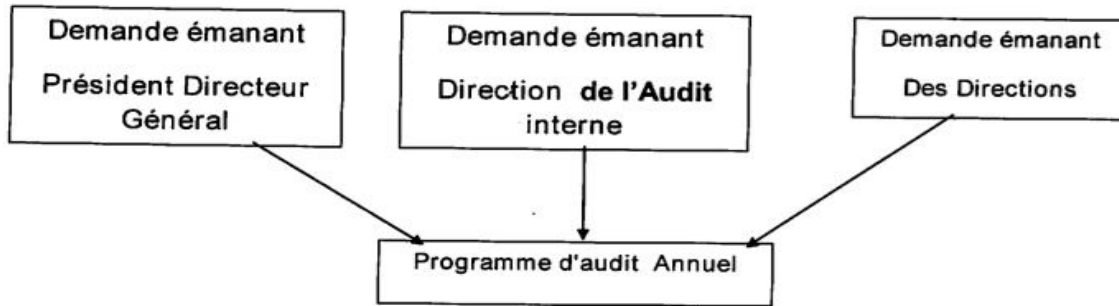 Demande émanant
Président Directeur
Général
Demande émanant
Direction de l'Audit
interne
Demande émanant
Des Directions
Programme d'audit Annuel